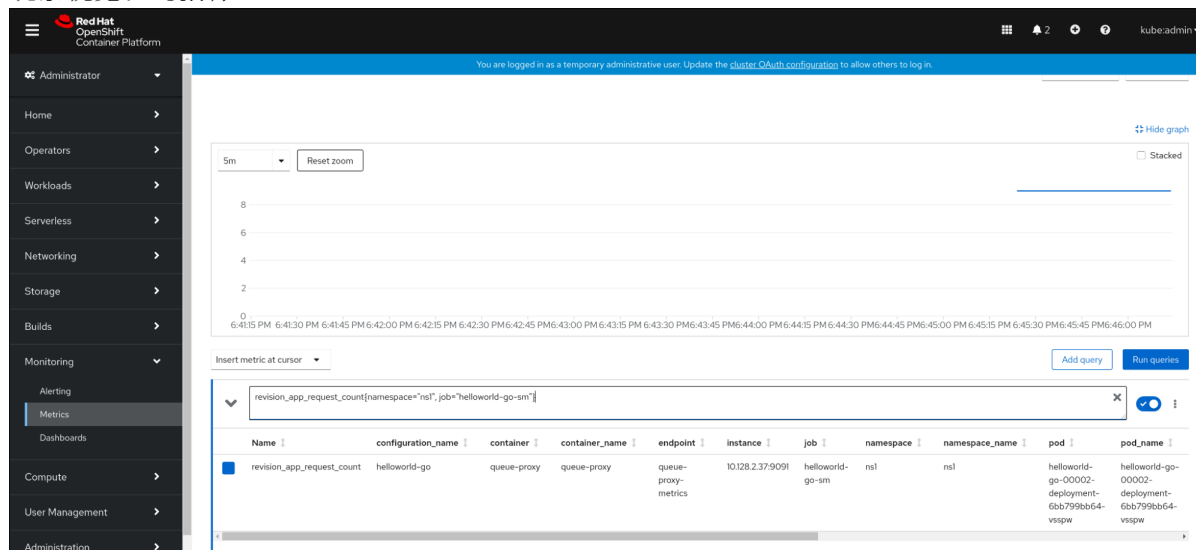 Red Hat
OpenShift
Container Platform
2
kube:admin
Administrator
You are logged in as a temporary administrative user. Update the cluster OAuth configuration to allow others to log in.
Home
Operators
Workloads
Serverless
Networking
Storage
Builds
Monitoring
Alerting
Metrics
Dashboards
Compute
User Management
Administration
Hide graph
5m
Reset zoom
Stacked
8
6
4
2
0
6:41:15 PM 6:41:30 PM 6:41:45 PM 6:42:00 PM 6:42:15 PM 6:42:30 PM 6:42:45 PM 6:43:00 PM 6:43:15 PM 6:43:30 PM 6:43:45 PM 6:44:00 PM 6:44:15 PM 6:44:30 PM 6:44:45 PM 6:45:00 PM 6:45:15 PM 6:45:30 PM 6:45:45 PM 6:46:00 PM
Insert metric at cursor
Add query
Run queries
revision_app_request_count{namespace="ns1", job="helloworld-go-sm"}
Name configuration_name container container_name endpoint instance job namespace namespace_name pod pod_name
revision_app_request_count helloworld-go queue-proxy queue-proxy queue- 10.128.2.37:9091 helloworld- ns1 ns1 helloworld- helloworld-go-
proxy- go-sm go-00002- 00002-
metrics deployment- deployment-
6bb799bb64- 6bb799bb64-
vsspw vsspw